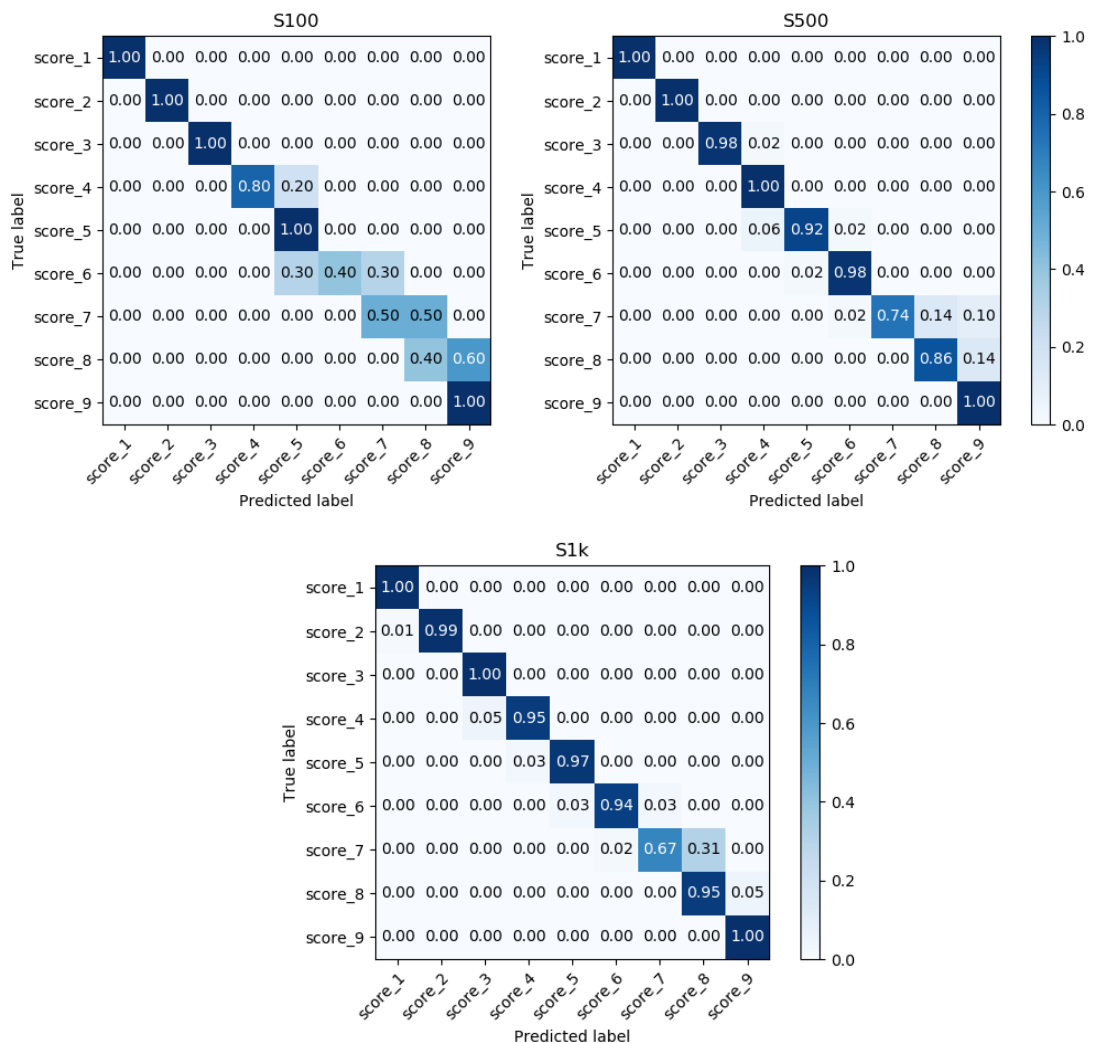 S100
score_1 1.00 0.00 0.00 0.00 0.00 0.00 0.00 0.00 0.00
score_2 0.00 1.00 0.00 0.00 0.00 0.00 0.00 0.00 0.00
score_3 0.00 0.00 1.00 0.00 0.00 0.00 0.00 0.00 0.00
score_4 0.00 0.00 0.00 0.80 0.20 0.00 0.00 0.00 0.00
score_5 0.00 0.00 0.00 0.00 1.00 0.00 0.00 0.00 0.00
score_6 0.00 0.00 0.00 0.00 0.30 0.40 0.30 0.00 0.00
score_7 0.00 0.00 0.00 0.00 0.00 0.00 0.50 0.50 0.00
score_8 0.00 0.00 0.00 0.00 0.00 0.00 0.00 0.40 0.60
score_9 0.00 0.00 0.00 0.00 0.00 0.00 0.00 0.00 1.00
True label
score_1 score_2 score_3 score_4 score_5 score_6 score_7 score_8 score_9
Predicted label
S500
score_1 1.00 0.00 0.00 0.00 0.00 0.00 0.00 0.00 0.00
score_2 0.00 1.00 0.00 0.00 0.00 0.00 0.00 0.00 0.00
score_3 0.00 0.00 0.98 0.02 0.00 0.00 0.00 0.00 0.00
score_4 0.00 0.00 0.00 1.00 0.00 0.00 0.00 0.00 0.00
score_5 0.00 0.00 0.00 0.06 0.92 0.02 0.00 0.00 0.00
score_6 0.00 0.00 0.00 0.00 0.02 0.98 0.00 0.00 0.00
score_7 0.00 0.00 0.00 0.00 0.00 0.02 0.74 0.14 0.10
score_8 0.00 0.00 0.00 0.00 0.00 0.00 0.00 0.86 0.14
score_9 0.00 0.00 0.00 0.00 0.00 0.00 0.00 0.00 1.00
True label
score_1 score_2 score_3 score_4 score_5 score_6 score_7 score_8 score_9
Predicted label
1.0
0.8
0.6
0.4
0.2
0.0
S1k
score_1 1.00 0.00 0.00 0.00 0.00 0.00 0.00 0.00 0.00
score_2 0.01 0.99 0.00 0.00 0.00 0.00 0.00 0.00 0.00
score_3 0.00 0.00 1.00 0.00 0.00 0.00 0.00 0.00 0.00
score_4 0.00 0.00 0.05 0.95 0.00 0.00 0.00 0.00 0.00
score_5 0.00 0.00 0.00 0.03 0.97 0.00 0.00 0.00 0.00
score_6 0.00 0.00 0.00 0.00 0.03 0.94 0.03 0.00 0.00
score_7 0.00 0.00 0.00 0.00 0.00 0.02 0.67 0.31 0.00
score_8 0.00 0.00 0.00 0.00 0.00 0.00 0.00 0.95 0.05
score_9 0.00 0.00 0.00 0.00 0.00 0.00 0.00 0.00 1.00
True label
score_1 score_2 score_3 score_4 score_5 score_6 score_7 score_8 score_9
Predicted label
1.0
0.8
0.6
0.4
0.2
0.0